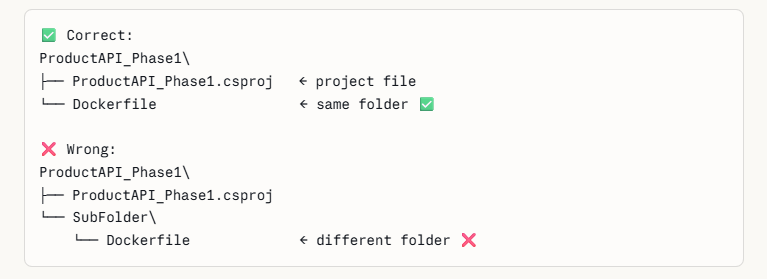 ✅ Correct:
ProductAPI_Phase1\
├── ProductAPI_Phase1.csproj   ← project file
└── Dockerfile                 ← same folder ✅

❌ Wrong:
ProductAPI_Phase1\
├── ProductAPI_Phase1.csproj
└── SubFolder\
    └── Dockerfile             ← different folder ❌